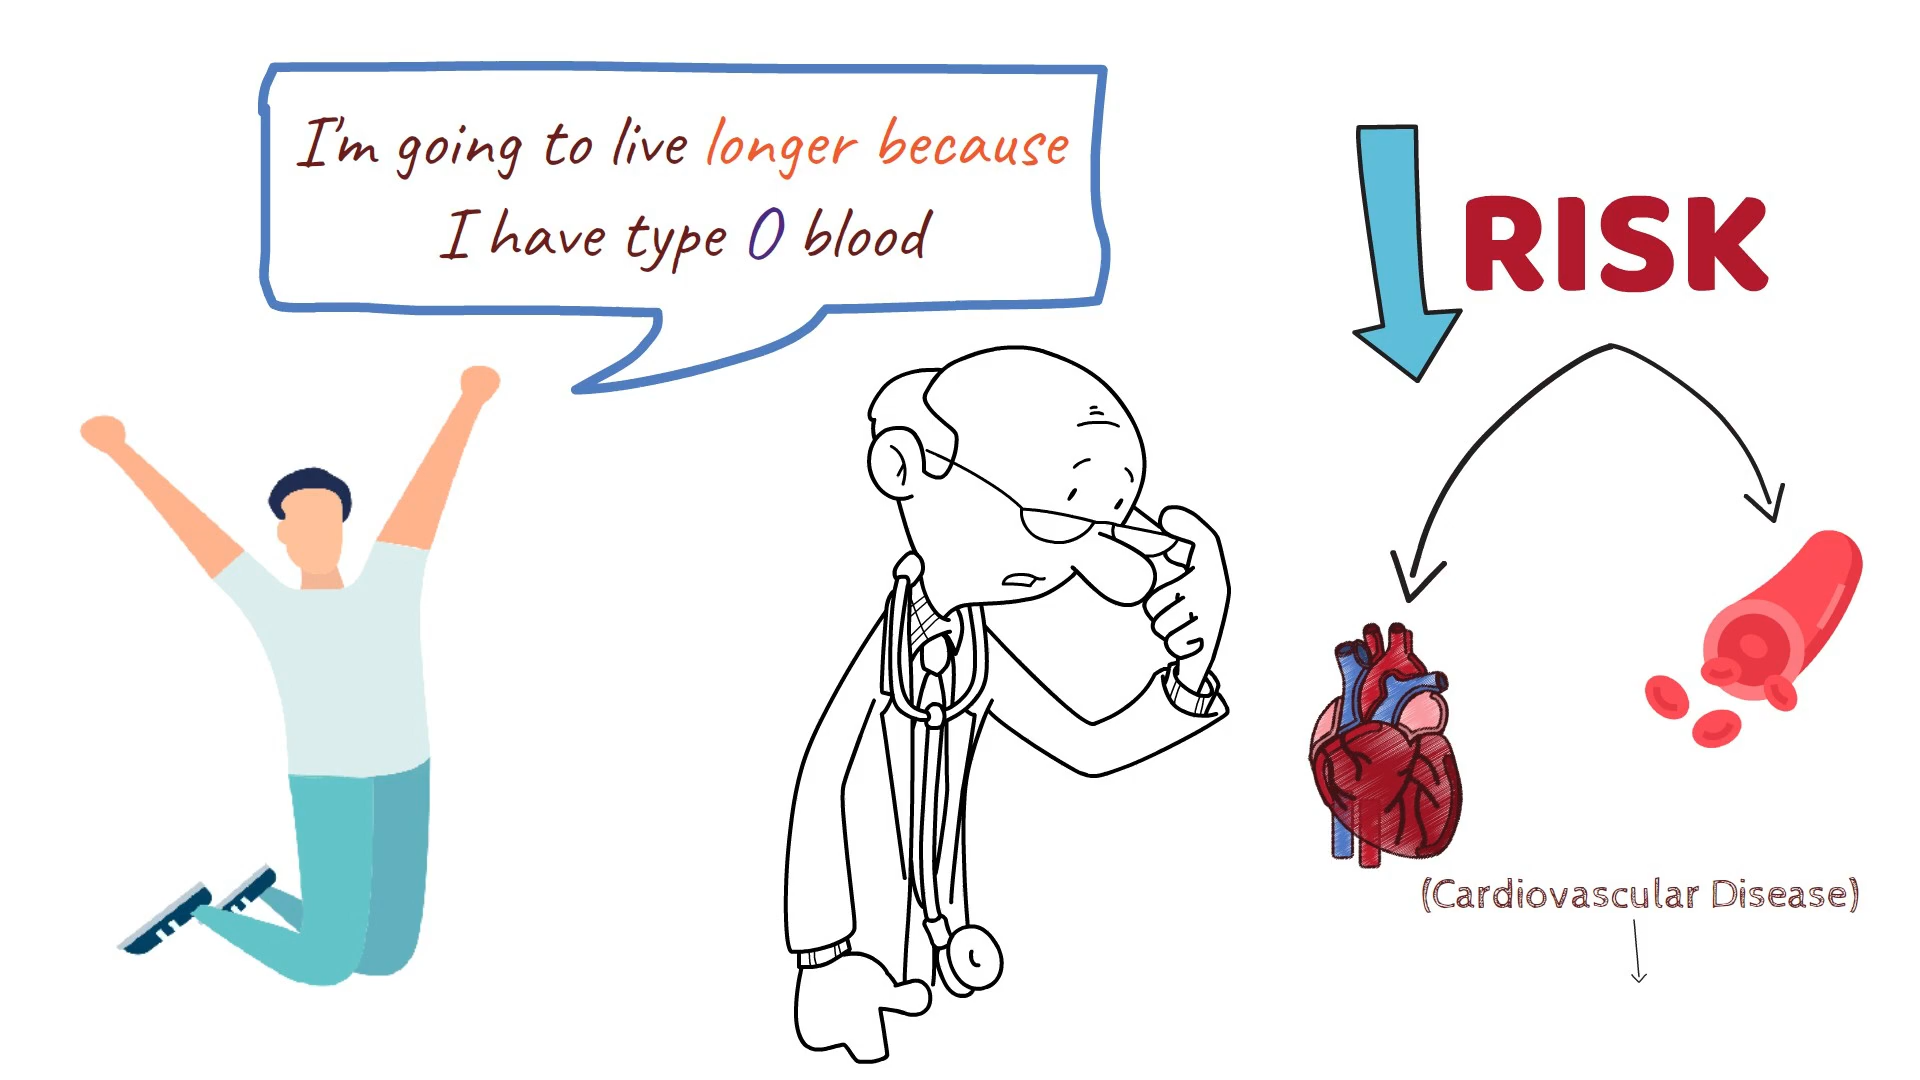 I'm going to live longer because
I have type O blood
RISK
(Cardiovascular Disease)